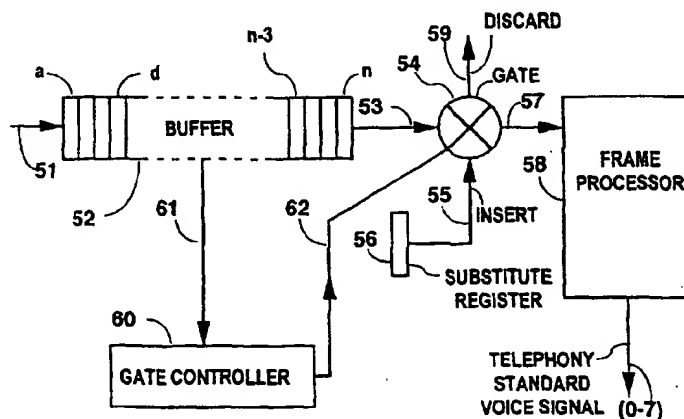 DISCARD
n-3
59
54
GATE
a
d
n
53
57
BUFFER
51
52
61
62
55
INSERT
58
FRAME
PROCESSOR
56
SUBSTITUTE
REGISTER
60
GATE CONTROLLER
TELEPHONY
STANDARD
VOICE SIGNAL (0-7)